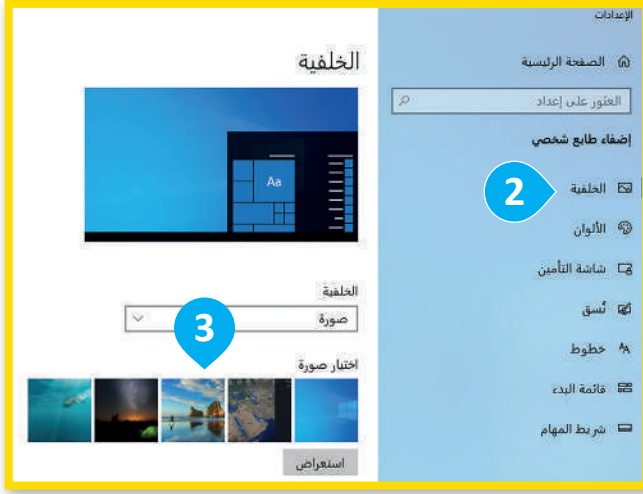 الإعدادات
الصفحة الرئيسية
العثور على إعداد
إضفاء طابع شخصي
2
الخلفية
الألوان
شاشة التأمين
نُسق
خطوط
قائمة البدء
شريط المهام
الخلفية
Aa
الخلفية
صورة
3
اختيار صورة
استعراض